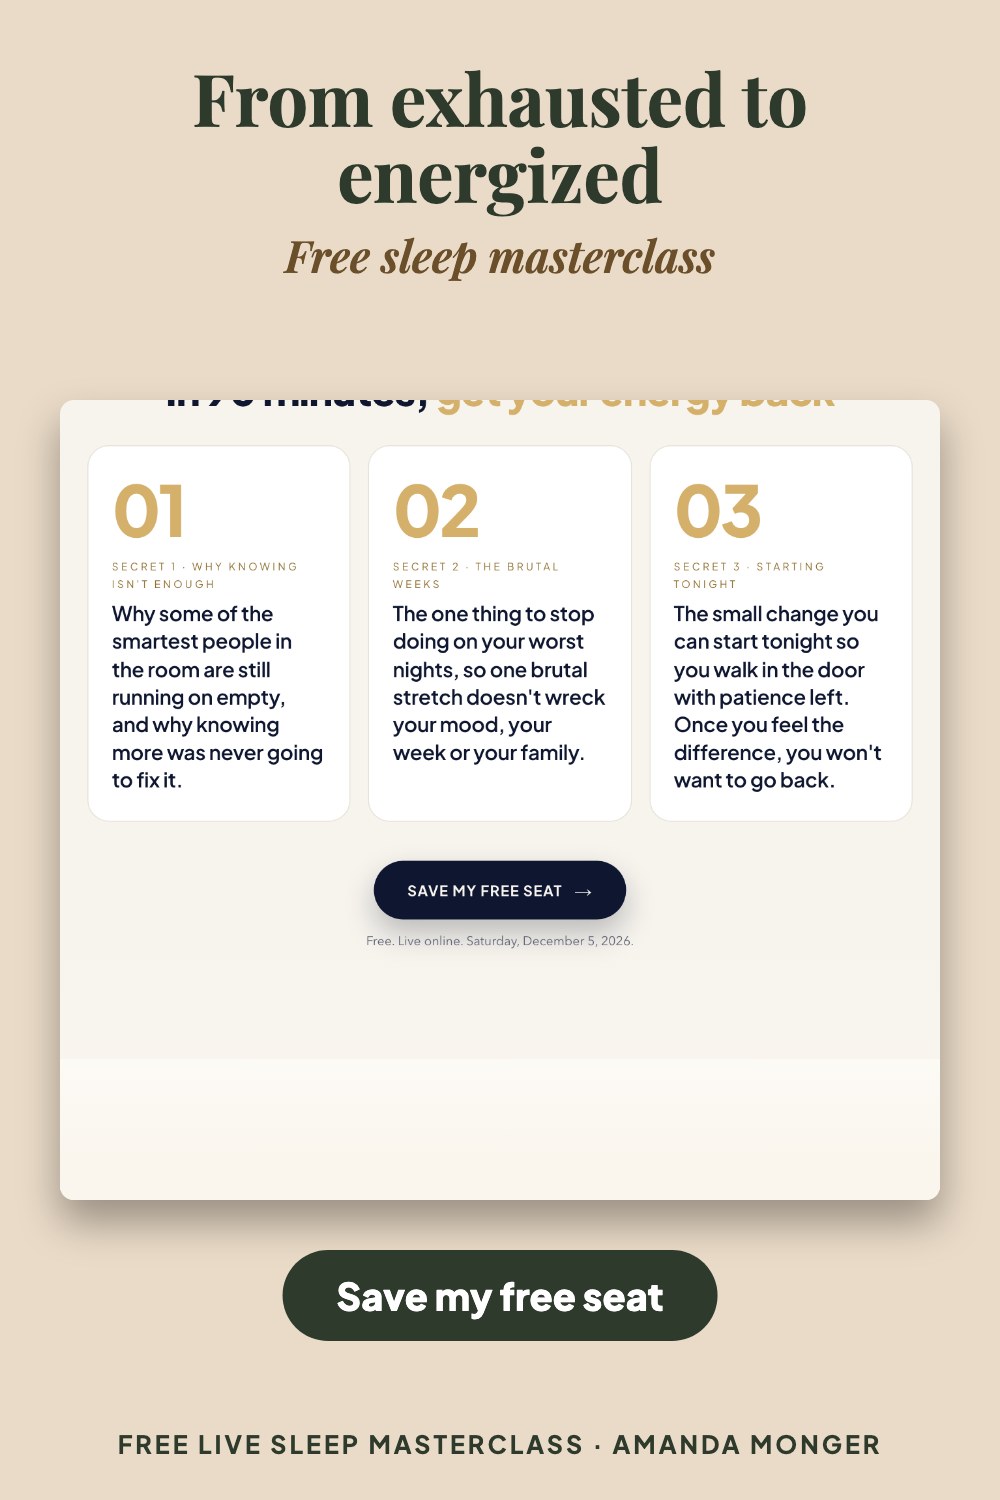 From exhausted to
energized
Free sleep masterclass
minutes, get your energy back
01
SECRET 1 · WHY KNOWING
ISN'T ENOUGH
Why some of the
smartest people in
the room are still
running on empty,
and why knowing
more was never going
to fix it.
02
SECRET 2 · THE BRUTAL
WEEKS
The one thing to stop
doing on your worst
nights, so one brutal
stretch doesn't wreck
your mood, your
week or your family.
03
SECRET 3 · STARTING
TONIGHT
The small change you
can start tonight so
you walk in the door
with patience left.
Once you feel the
difference, you won't
want to go back.
SAVE MY FREE SEAT →
Free. Live online. Saturday, December 5, 2026.
Save my free seat
FREE LIVE SLEEP MASTERCLASS · AMANDA MONGER